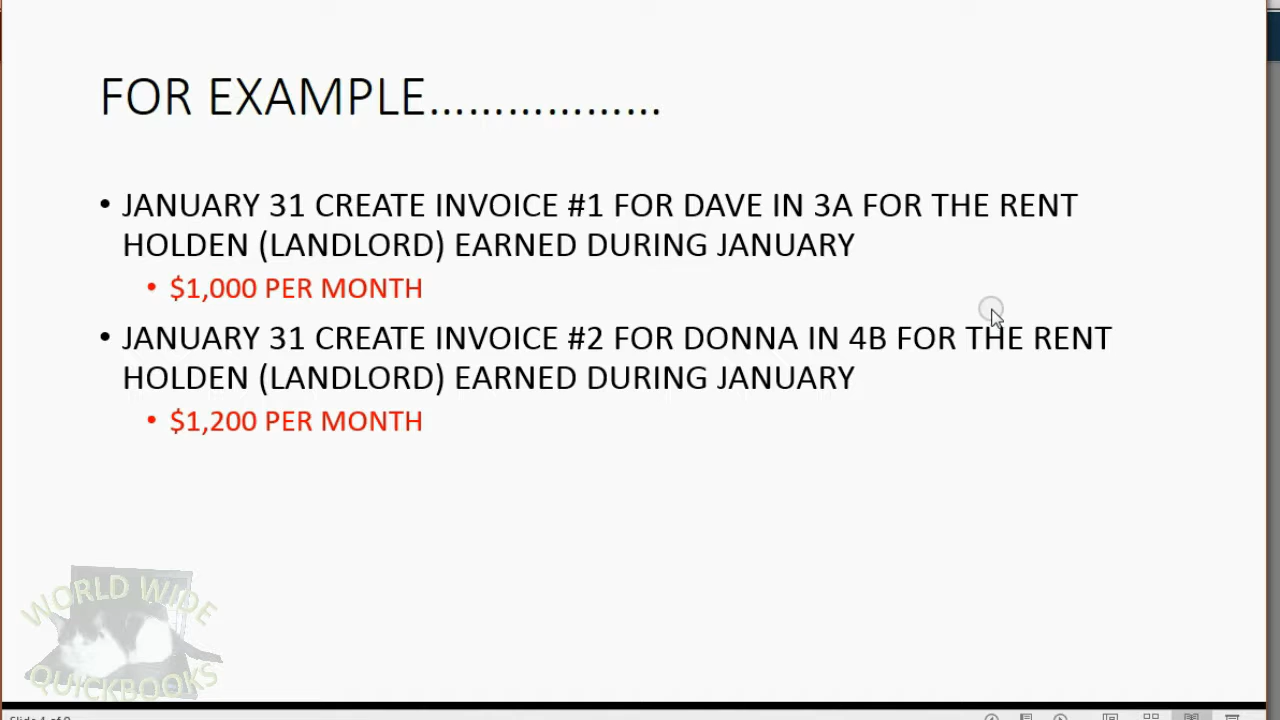 FOR EXAMPLE………………
• JANUARY 31 CREATE INVOICE #1 FOR DAVE IN 3A FOR THE RENT
HOLDEN (LANDLORD) EARNED DURING JANUARY
• $1,000 PER MONTH
• JANUARY 31 CREATE INVOICE #2 FOR DONNA IN 4B FOR THE RENT
HOLDEN (LANDLORD) EARNED DURING JANUARY
• $1,200 PER MONTH
WORLD WIDE
QUICKBOOKS